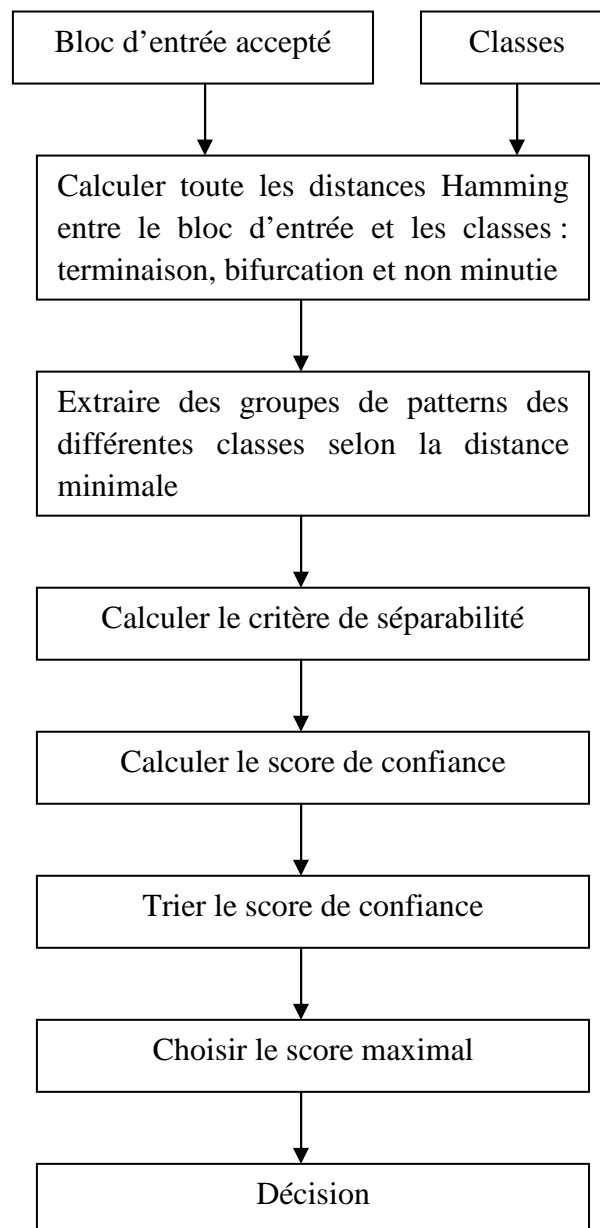 Bloc d’entrée accepté
Classes
Calculer toute les distances Hamming
entre le bloc d’entrée et les classes :
terminaison, bifurcation et non minutie
Extraire des groupes de patterns des
différentes classes selon la distance
minimale
Calculer le critère de séparabilité
Calculer le score de confiance
Trier le score de confiance
Choisir le score maximal
Décision